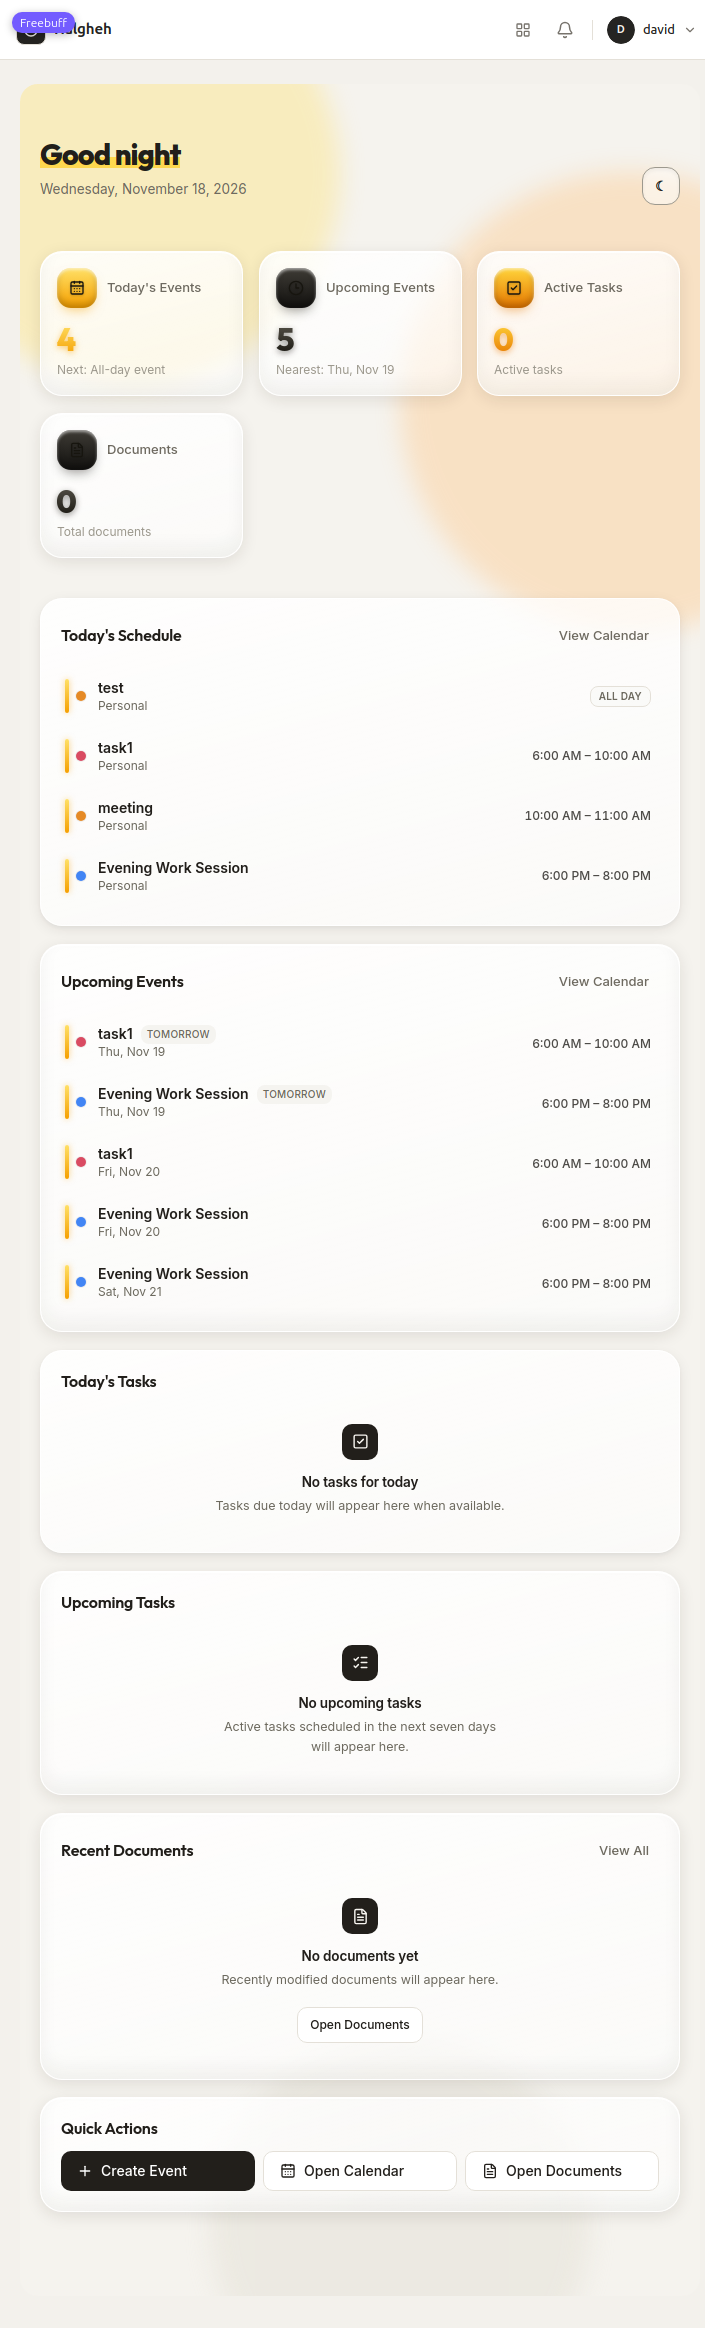 Freebuff
david
D
Good night
Wednesday, November 18, 2026
Today's Events
4
Next: All-day event
Upcoming Events
5
Nearest: Thu, Nov 19
Active Tasks
0
Active tasks
Documents
0
Total documents
Today's Schedule
View Calendar
test
Personal
ALL DAY
task1
Personal
6:00 AM – 10:00 AM
meeting
Personal
10:00 AM – 11:00 AM
Evening Work Session
Personal
6:00 PM – 8:00 PM
Upcoming Events
View Calendar
task1 TOMORROW
Thu, Nov 19
6:00 AM – 10:00 AM
Evening Work Session TOMORROW
Thu, Nov 19
6:00 PM – 8:00 PM
task1
Fri, Nov 20
6:00 AM – 10:00 AM
Evening Work Session
Fri, Nov 20
6:00 PM – 8:00 PM
Evening Work Session
Sat, Nov 21
6:00 PM – 8:00 PM
Today's Tasks
No tasks for today
Tasks due today will appear here when available.
Upcoming Tasks
No upcoming tasks
Active tasks scheduled in the next seven days
will appear here.
Recent Documents
View All
No documents yet
Recently modified documents will appear here.
Open Documents
Quick Actions
Create Event
Open Calendar
Open Documents